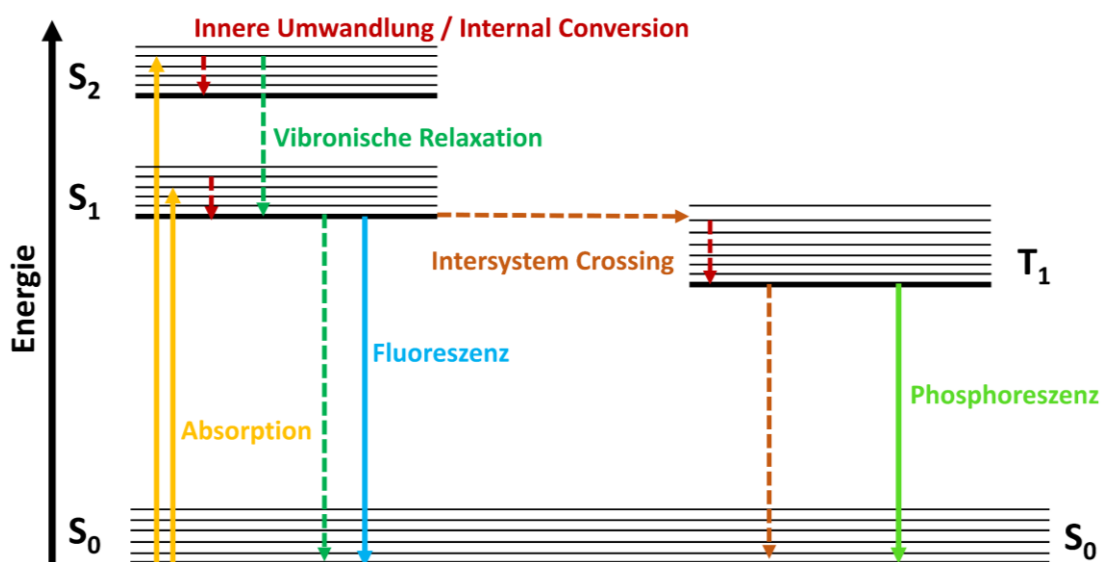 Innere Umwandlung / Internal Conversion
S₂
Vibronische Relaxation
S₁
Intersystem Crossing
T₁
Energie
Fluoreszenz
Phosphoreszenz
Absorption
S₀
S₀